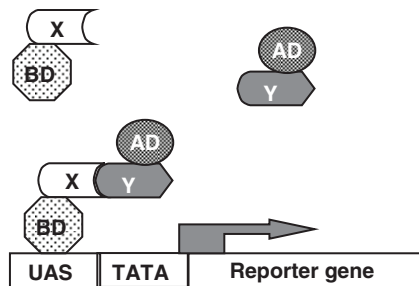 X
BD
AD
Y
AD
X Y
BD
UAS TATA Reporter gene